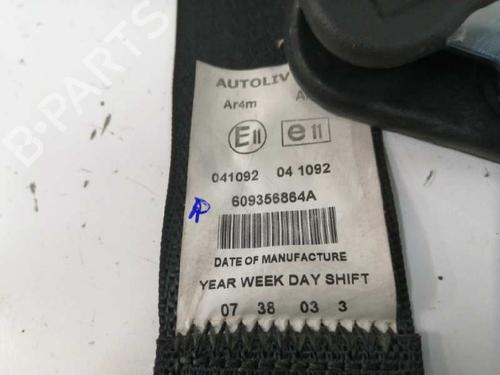 B-PARTS
AUTOLIV
Ar4m
E11 e11
041092 04 1092
609356864A
DATE OF MANUFACTURE
YEAR WEEK DAY SHIFT
07 38 03 3